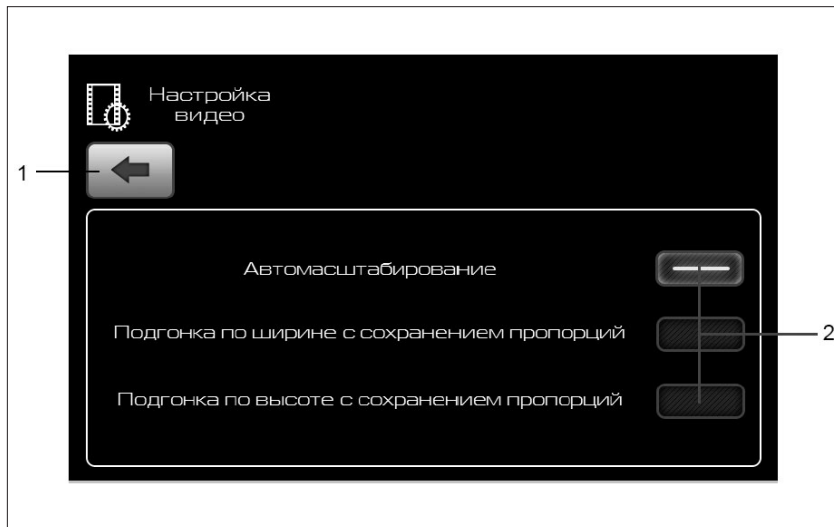 Настройка
видео
1
Автомасштабирование
Подгонка по ширине с сохранением пропорций
2
Подгонка по высоте с сохранением пропорций